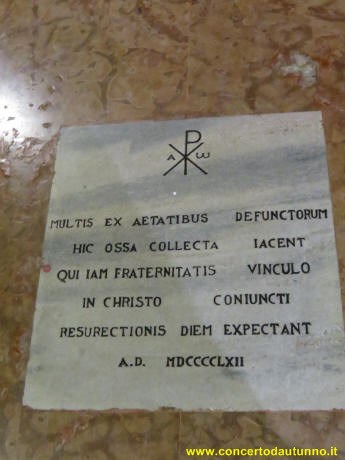 A ☧ ω
MULTIS EX AETATIBUS DEFUNCTORUM
HIC OSSA COLLECTA IACENT
QUI IAM FRATERNITATIS VINCULO
IN CHRISTO CONIUNCTI
RESURECTIONIS DIEM EXPECTANT
A.D. MDCCCCLXII
www.concertodautunno.it